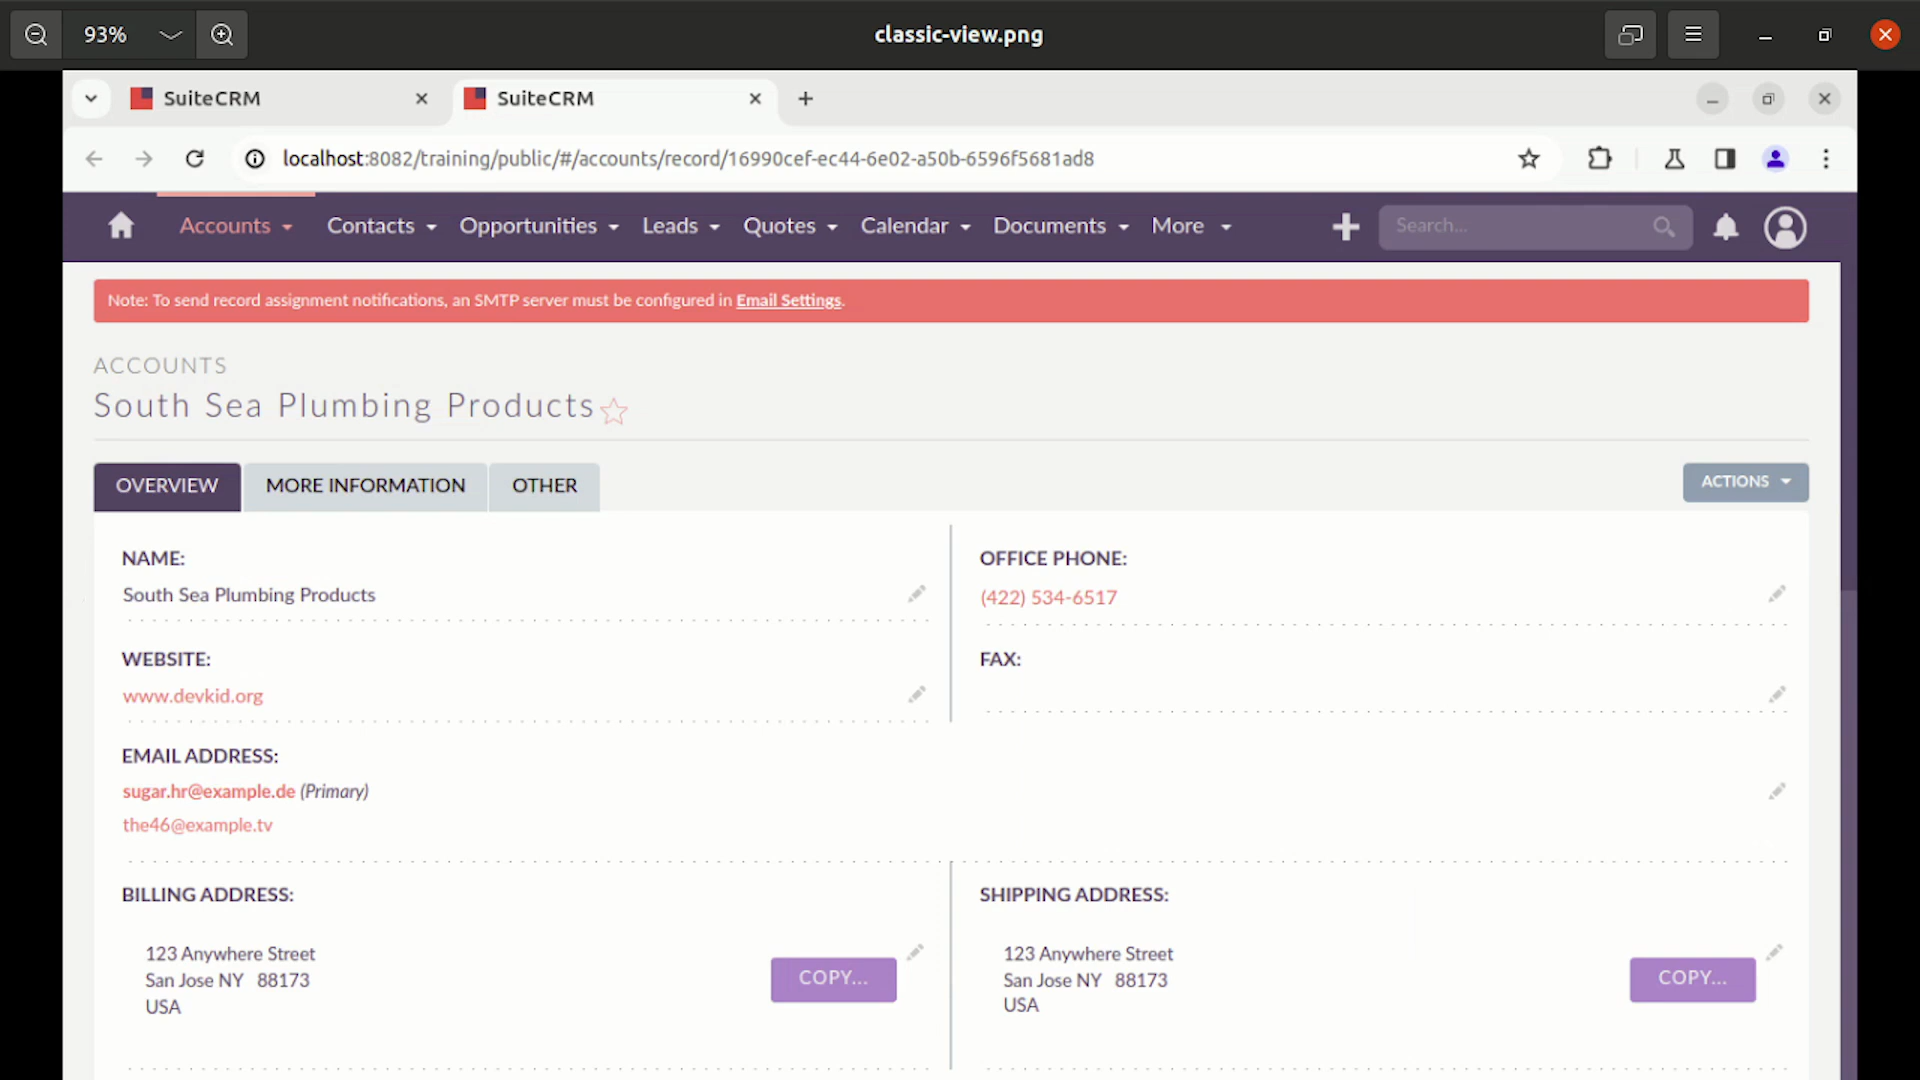 93%
classic-view.png
SuiteCRM
SuiteCRM
localhost:8082/training/public/#/accounts/record/16990cef-ec44-6e02-a50b-6596f5681ad8
Accounts Contacts Opportunities Leads Quotes Calendar Documents More Search...
Note: To send record assignment notifications, an SMTP server must be configured in Email Settings.
ACCOUNTS
South Sea Plumbing Products
OVERVIEW MORE INFORMATION OTHER ACTIONS
NAME:
South Sea Plumbing Products
OFFICE PHONE:
(422) 534-6517
WEBSITE:
www.devkid.org
FAX:
EMAIL ADDRESS:
sugar.hr@example.de (Primary)
the46@example.tv
BILLING ADDRESS:
123 Anywhere Street
San Jose NY 88173
USA
COPY...
SHIPPING ADDRESS:
123 Anywhere Street
San Jose NY 88173
USA
COPY...